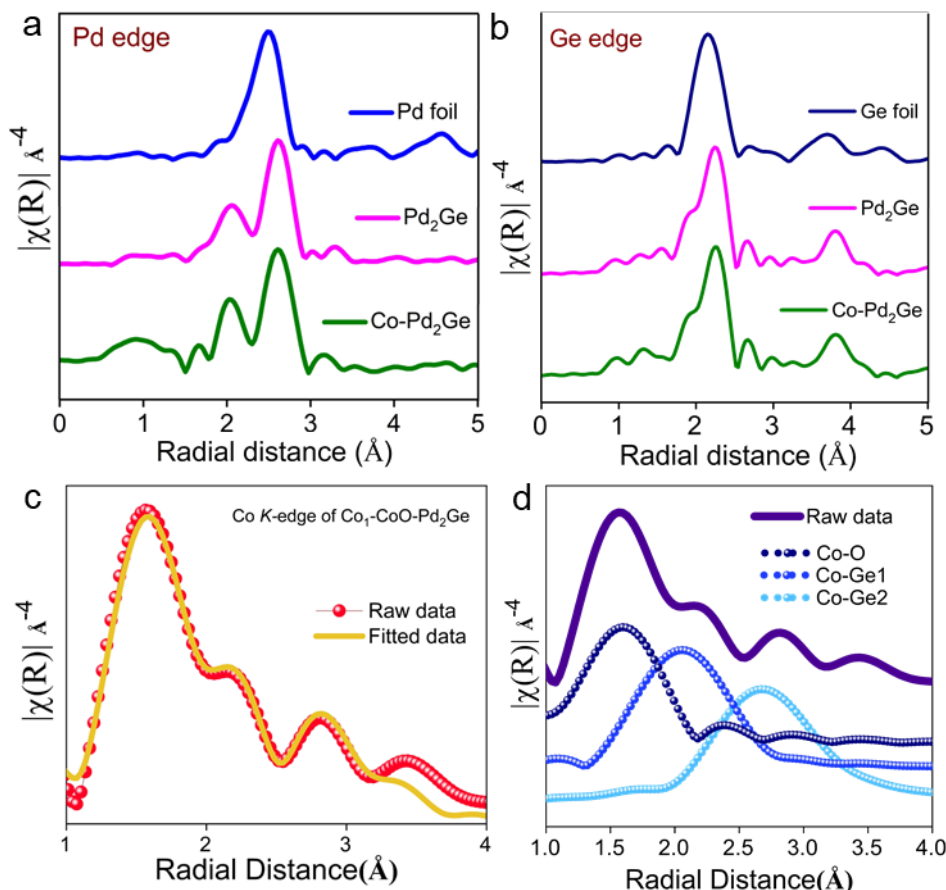 a
Pd edge
Pd foil
Pd₂Ge
Co-Pd₂Ge
|χ(R)| Å⁻⁴
0 1 2 3 4 5
Radial distance (Å)
b
Ge edge
Ge foil
Pd₂Ge
Co-Pd₂Ge
|χ(R)| Å⁻⁴
0 1 2 3 4 5
Radial distance (Å)
c
Co K-edge of Co₁-CoO-Pd₂Ge
Raw data
Fitted data
|χ(R)| Å⁻⁴
1 2 3 4
Radial Distance(Å)
d
Raw data
Co-O
Co-Ge1
Co-Ge2
|χ(R)| Å⁻⁴
1.0 1.5 2.0 2.5 3.0 3.5 4.0
Radial Distance(Å)